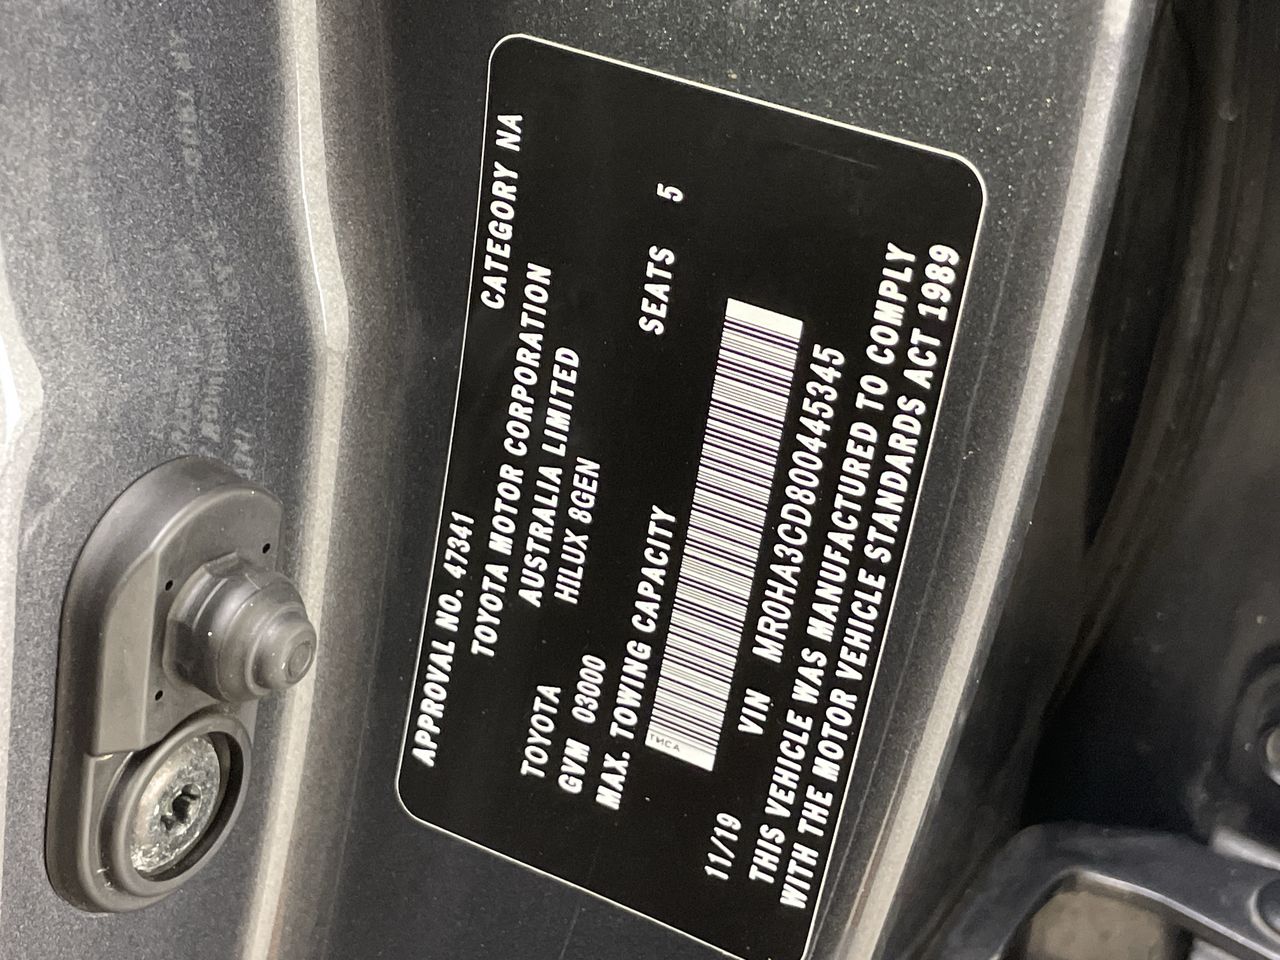 APPROVAL NO. 47341 CATEGORY NA
TOYOTA MOTOR CORPORATION
AUSTRALIA LIMITED
TOYOTA HILUX 8GEN
GVM 03000
MAX. TOWING CAPACITY SEATS 5
TMCA
11/19 VIN MR0HA3CD800445345
THIS VEHICLE WAS MANUFACTURED TO COMPLY
WITH THE MOTOR VEHICLE STANDARDS ACT 1989